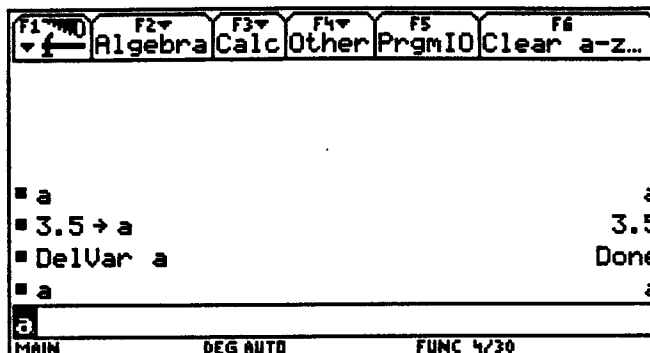 F1 F2 F3 F4 F5 F6
Algebra Calc Other PrgmIO Clear a-z…
▪ a a
▪ 3.5 → a 3.5
▪ DelVar a Done
▪ a a
a
MAIN DEG AUTO FUNC 4/30